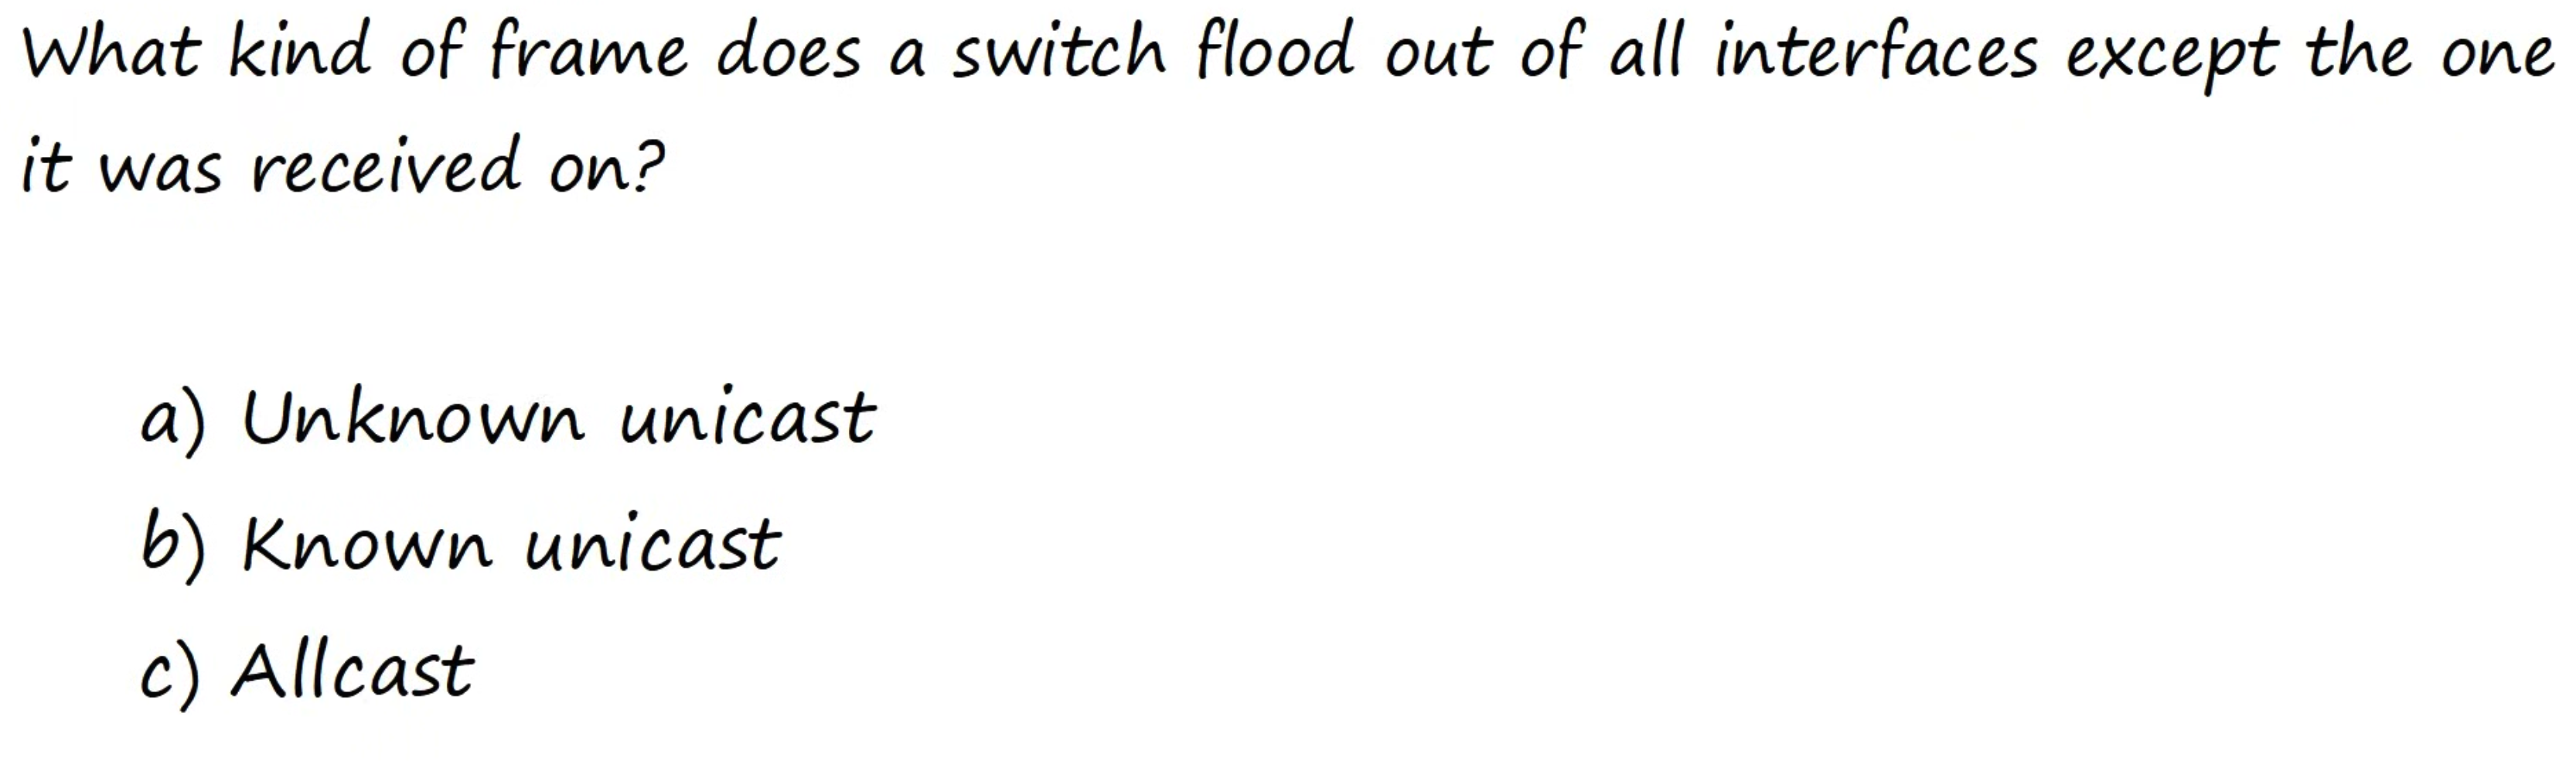 What kind of frame does a switch flood out of all interfaces except the one
it was received on?
a) Unknown unicast
b) Known unicast
c) Allcast